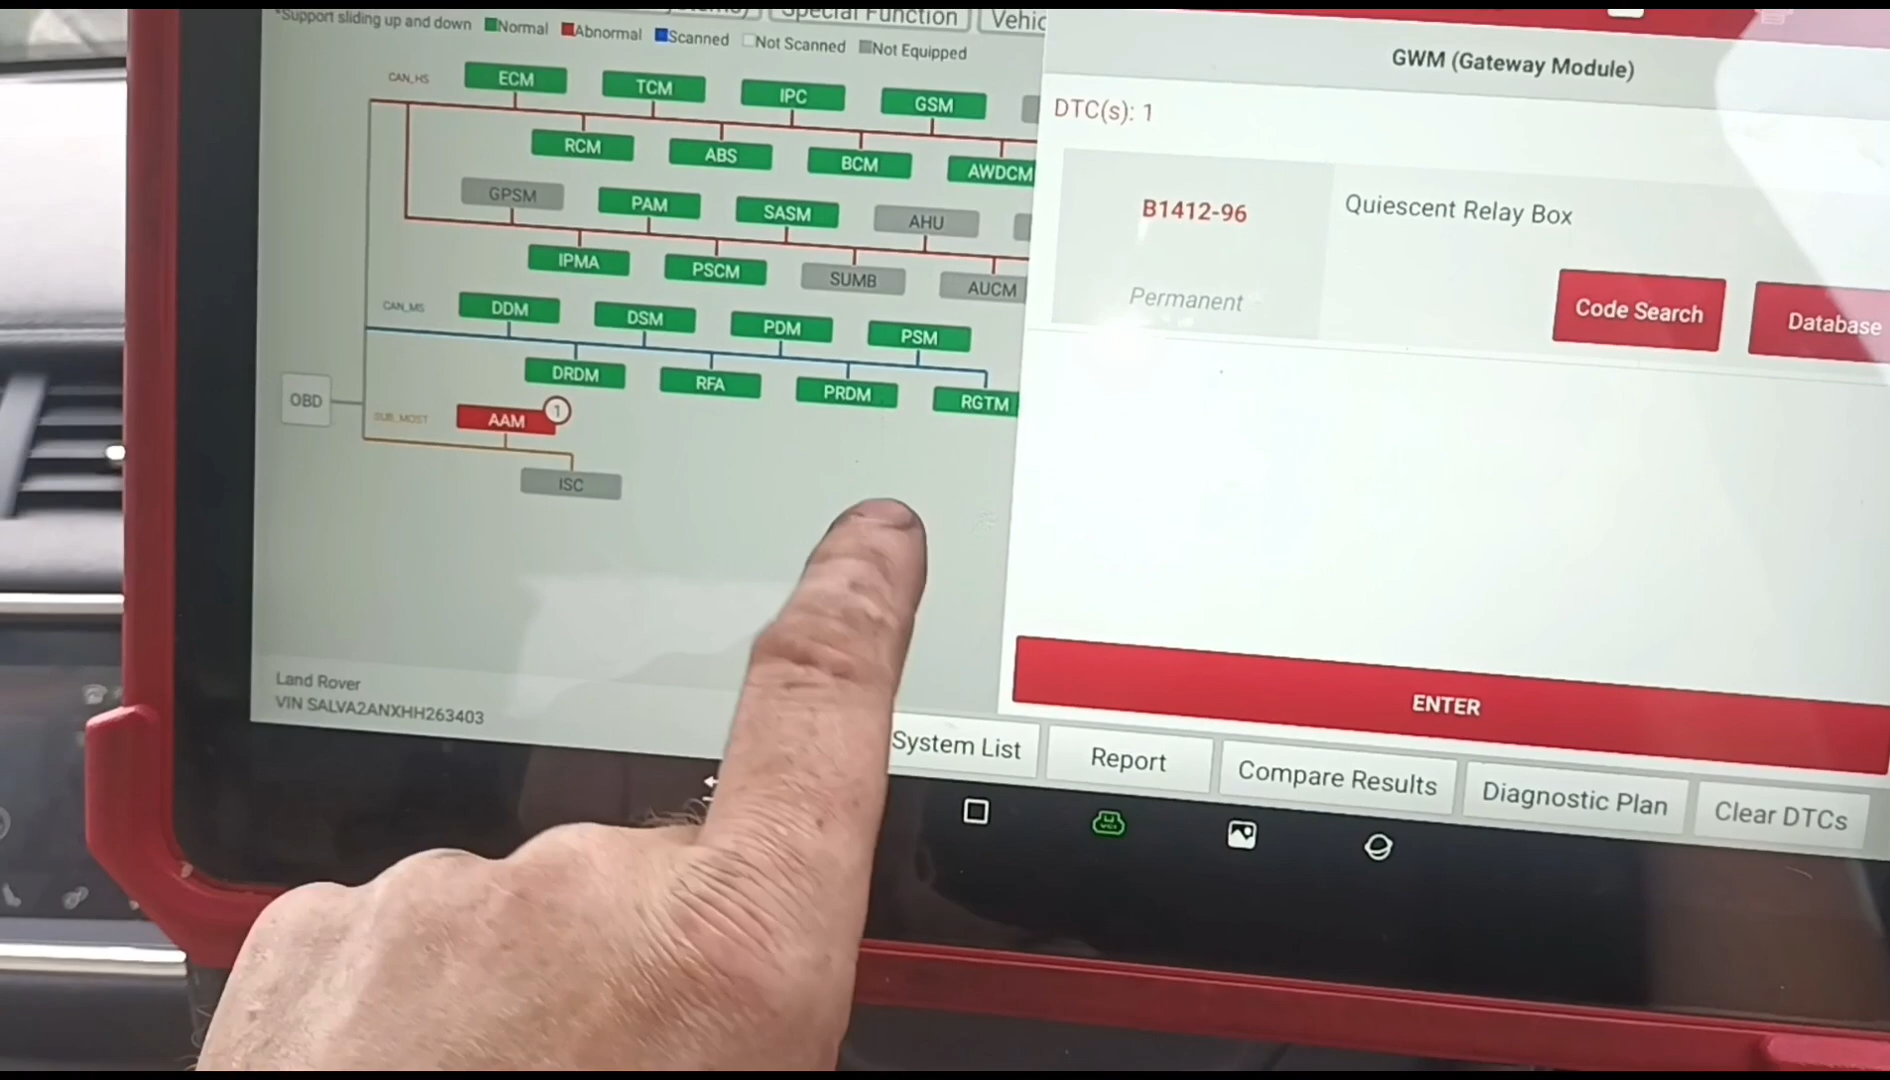 *Support sliding up and down Normal Abnormal Scanned Not Scanned Not Equipped
Special Function
CAN_HS ECM TCM IPC GSM
RCM ABS BCM AWDCM
GPSM PAM SASM AHU
IPMA PSCM SUMB AUCM
CAN_MS DDM DSM PDM PSM
DRDM RFA PRDM RGTM
OBD
SUB_MOST AAM 1
ISC
Land Rover
VIN SALVA2ANXHH263403
GWM (Gateway Module)
DTC(s): 1
B1412-96 Quiescent Relay Box
Permanent
Code Search Database
ENTER
System List Report Compare Results Diagnostic Plan Clear DTCs
VCI